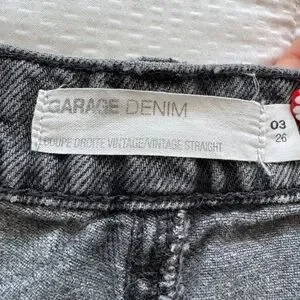 GARAGE DENIM
COUPE DROITE VINTAGE/VINTAGE STRAIGHT
03
26